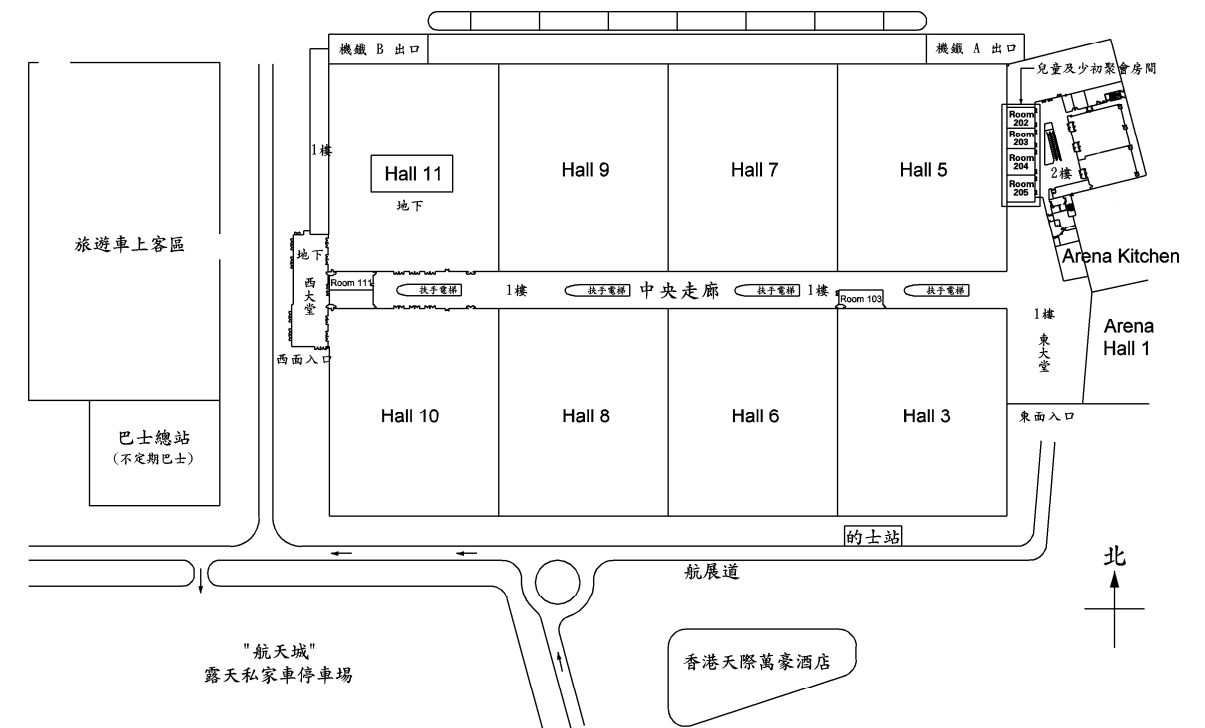 機鐵 B 出口
機鐵 A 出口
兒童及少初聚會房間
Room
202
Room
203
Room
204
Room
205
2樓
1樓
Hall 11
地下
Hall 9
Hall 7
Hall 5
旅遊車上客區
地下
西大堂
西面入口
Room 111
扶手電梯
1樓
扶手電梯
中央走廊
扶手電梯
1樓
Room 103
扶手電梯
Arena Kitchen
1樓
東大堂
Arena
Hall 1
東面入口
Hall 10
Hall 8
Hall 6
Hall 3
巴士總站
(不定期巴士)
的士站
航展道
北
"航天城"
露天私家車停車場
香港天際萬豪酒店